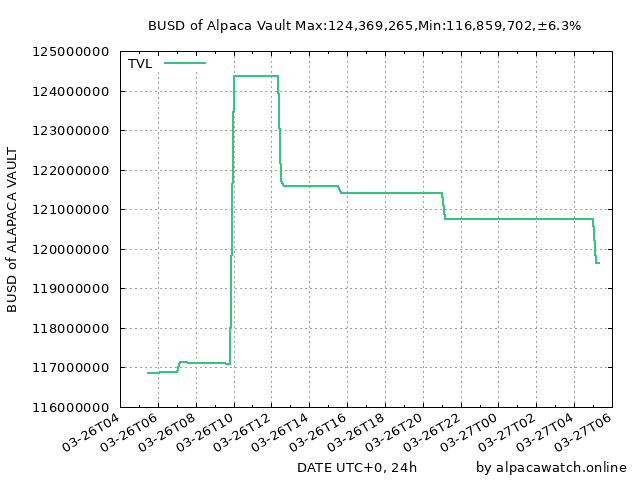 BUSD of Alpaca Vault Max:124,369,265,Min:116,859,702,±6.3%
TVL
125000000
124000000
123000000
122000000
121000000
120000000
119000000
118000000
117000000
116000000
BUSD of ALAPACA VAULT
03-26T04
03-26T06
03-26T08
03-26T10
03-26T12
03-26T14
03-26T16
03-26T18
03-26T20
03-26T22
03-27T00
03-27T02
03-27T04
03-27T06
DATE UTC+0, 24h
by alpacawatch.online